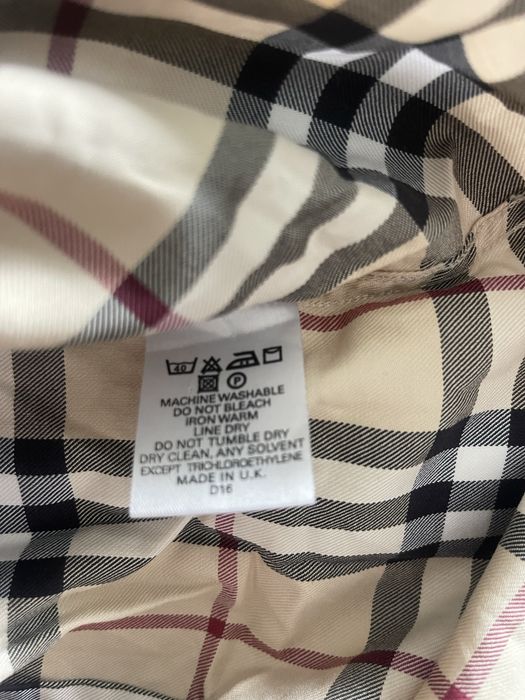 40
P
MACHINE WASHABLE
DO NOT BLEACH
IRON WARM
LINE DRY
DO NOT TUMBLE DRY
DRY CLEAN, ANY SOLVENT
EXCEPT TRICHLOROETHYLENE
MADE IN U.K.
D16